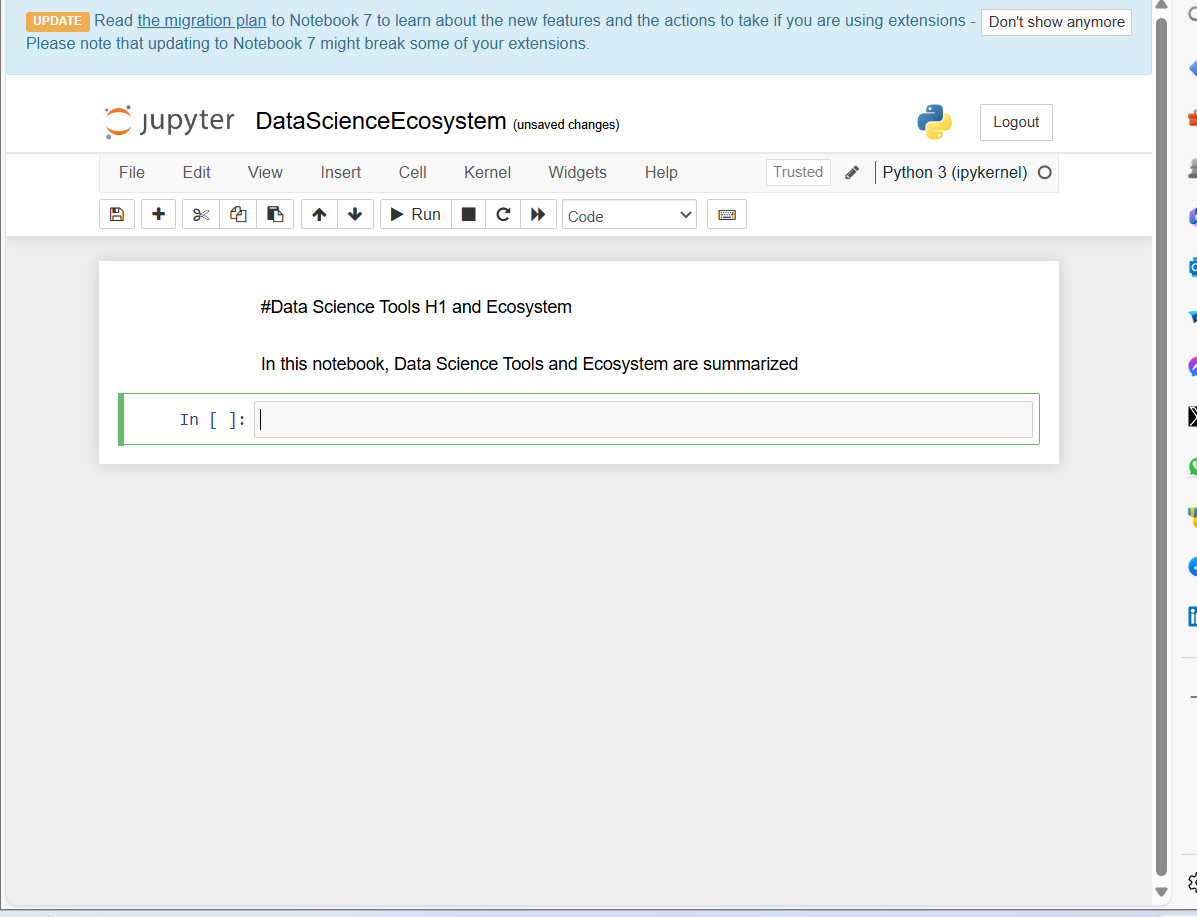 UPDATE Read the migration plan to Notebook 7 to learn about the new features and the actions to take if you are using extensions - Don't show anymore
Please note that updating to Notebook 7 might break some of your extensions.
jupyter DataScienceEcosystem (unsaved changes) Logout
File Edit View Insert Cell Kernel Widgets Help Trusted Python 3 (ipykernel)
Run Code
#Data Science Tools H1 and Ecosystem
In this notebook, Data Science Tools and Ecosystem are summarized
In [ ]: